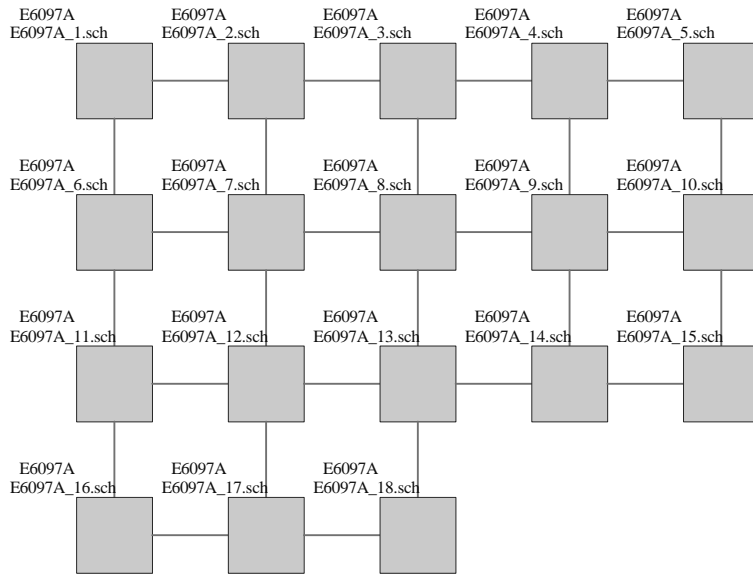 E6097A
E6097A_1.sch
E6097A
E6097A_2.sch
E6097A
E6097A_3.sch
E6097A
E6097A_4.sch
E6097A
E6097A_5.sch
E6097A
E6097A_6.sch
E6097A
E6097A_7.sch
E6097A
E6097A_8.sch
E6097A
E6097A_9.sch
E6097A
E6097A_10.sch
E6097A
E6097A_11.sch
E6097A
E6097A_12.sch
E6097A
E6097A_13.sch
E6097A
E6097A_14.sch
E6097A
E6097A_15.sch
E6097A
E6097A_16.sch
E6097A
E6097A_17.sch
E6097A
E6097A_18.sch